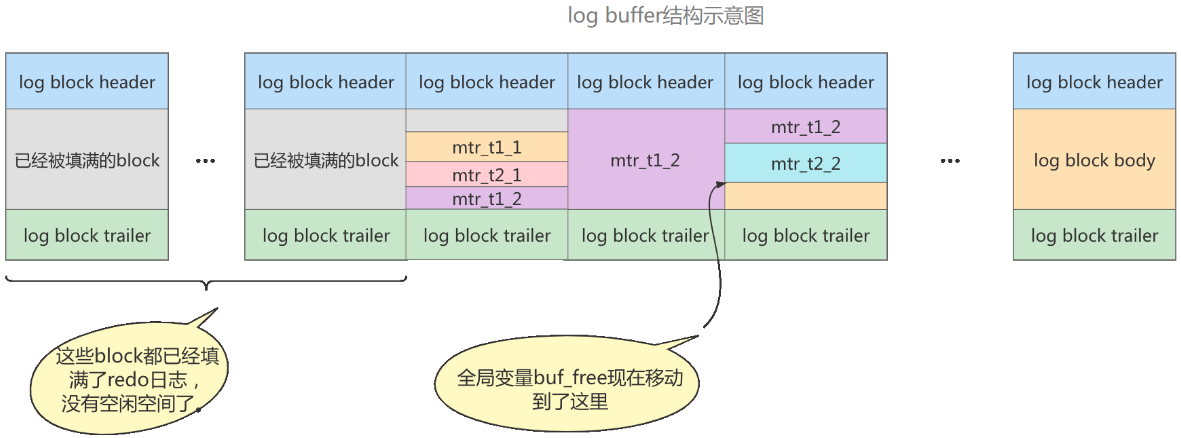 log buffer结构示意图
log block header
log block header
log block header
log block header
log block header
log block header
已经被填满的block
...
已经被填满的block
mtr_t1_1
mtr_t2_1
mtr_t1_2
mtr_t1_2
mtr_t1_2
mtr_t2_2
...
log block body
log block trailer
log block trailer
log block trailer
log block trailer
log block trailer
log block trailer
这些block都已经填
满了redo日志，
没有空闲空间了。
全局变量buf_free现在移动
到了这里